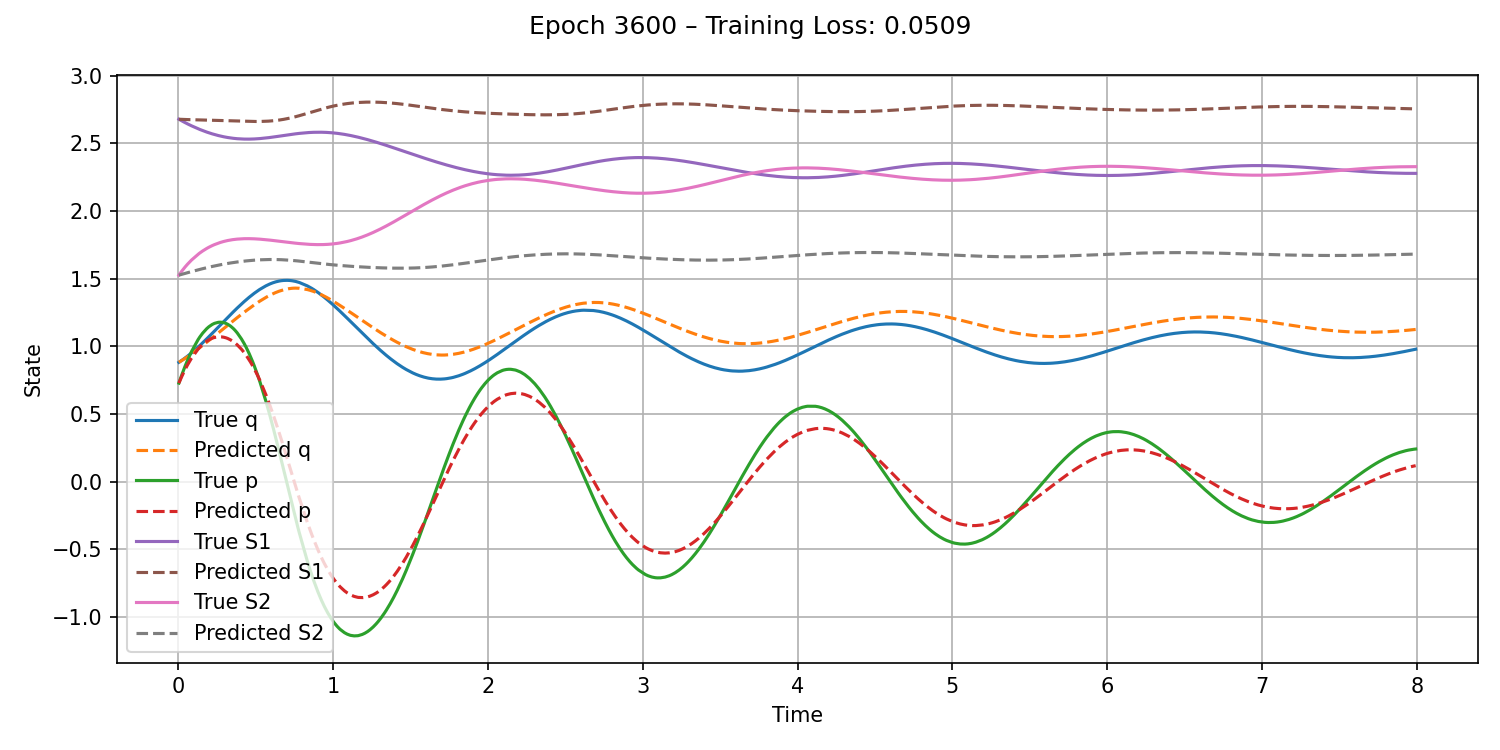 Epoch 3600 – Training Loss: 0.0509
3.0
2.5
2.0
1.5
1.0
0.5
0.0
−0.5
−1.0
State
True q
Predicted q
True p
Predicted p
True S1
Predicted S1
True S2
Predicted S2
0 1 2 3 4 5 6 7 8
Time